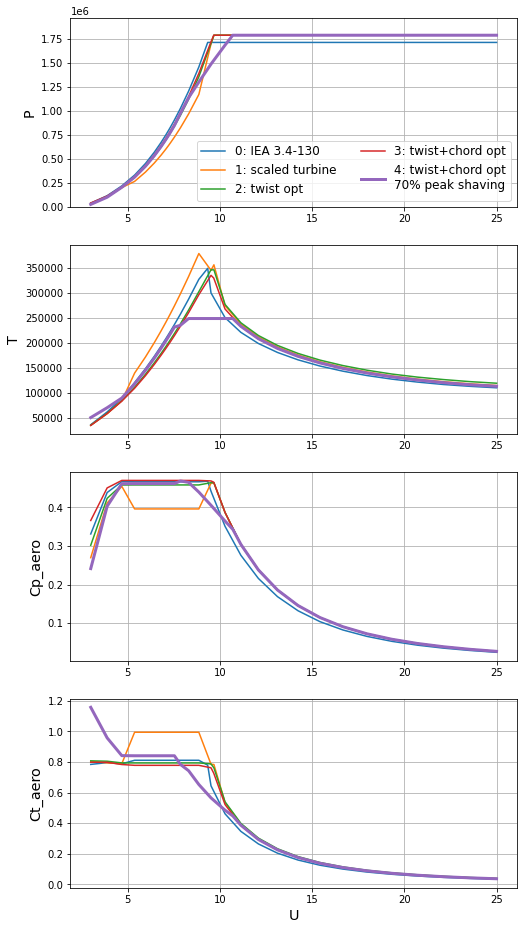 1e6
1.75
1.50
1.25
1.00
0.75
0.50
0.25
0.00
P
0: IEA 3.4-130
1: scaled turbine
2: twist opt
3: twist+chord opt
4: twist+chord opt
70% peak shaving
5 10 15 20 25
350000
300000
250000
200000
150000
100000
50000
T
5 10 15 20 25
0.4
0.3
0.2
0.1
Cp_aero
5 10 15 20 25
1.2
1.0
0.8
0.6
0.4
0.2
0.0
Ct_aero
5 10 15 20 25
U